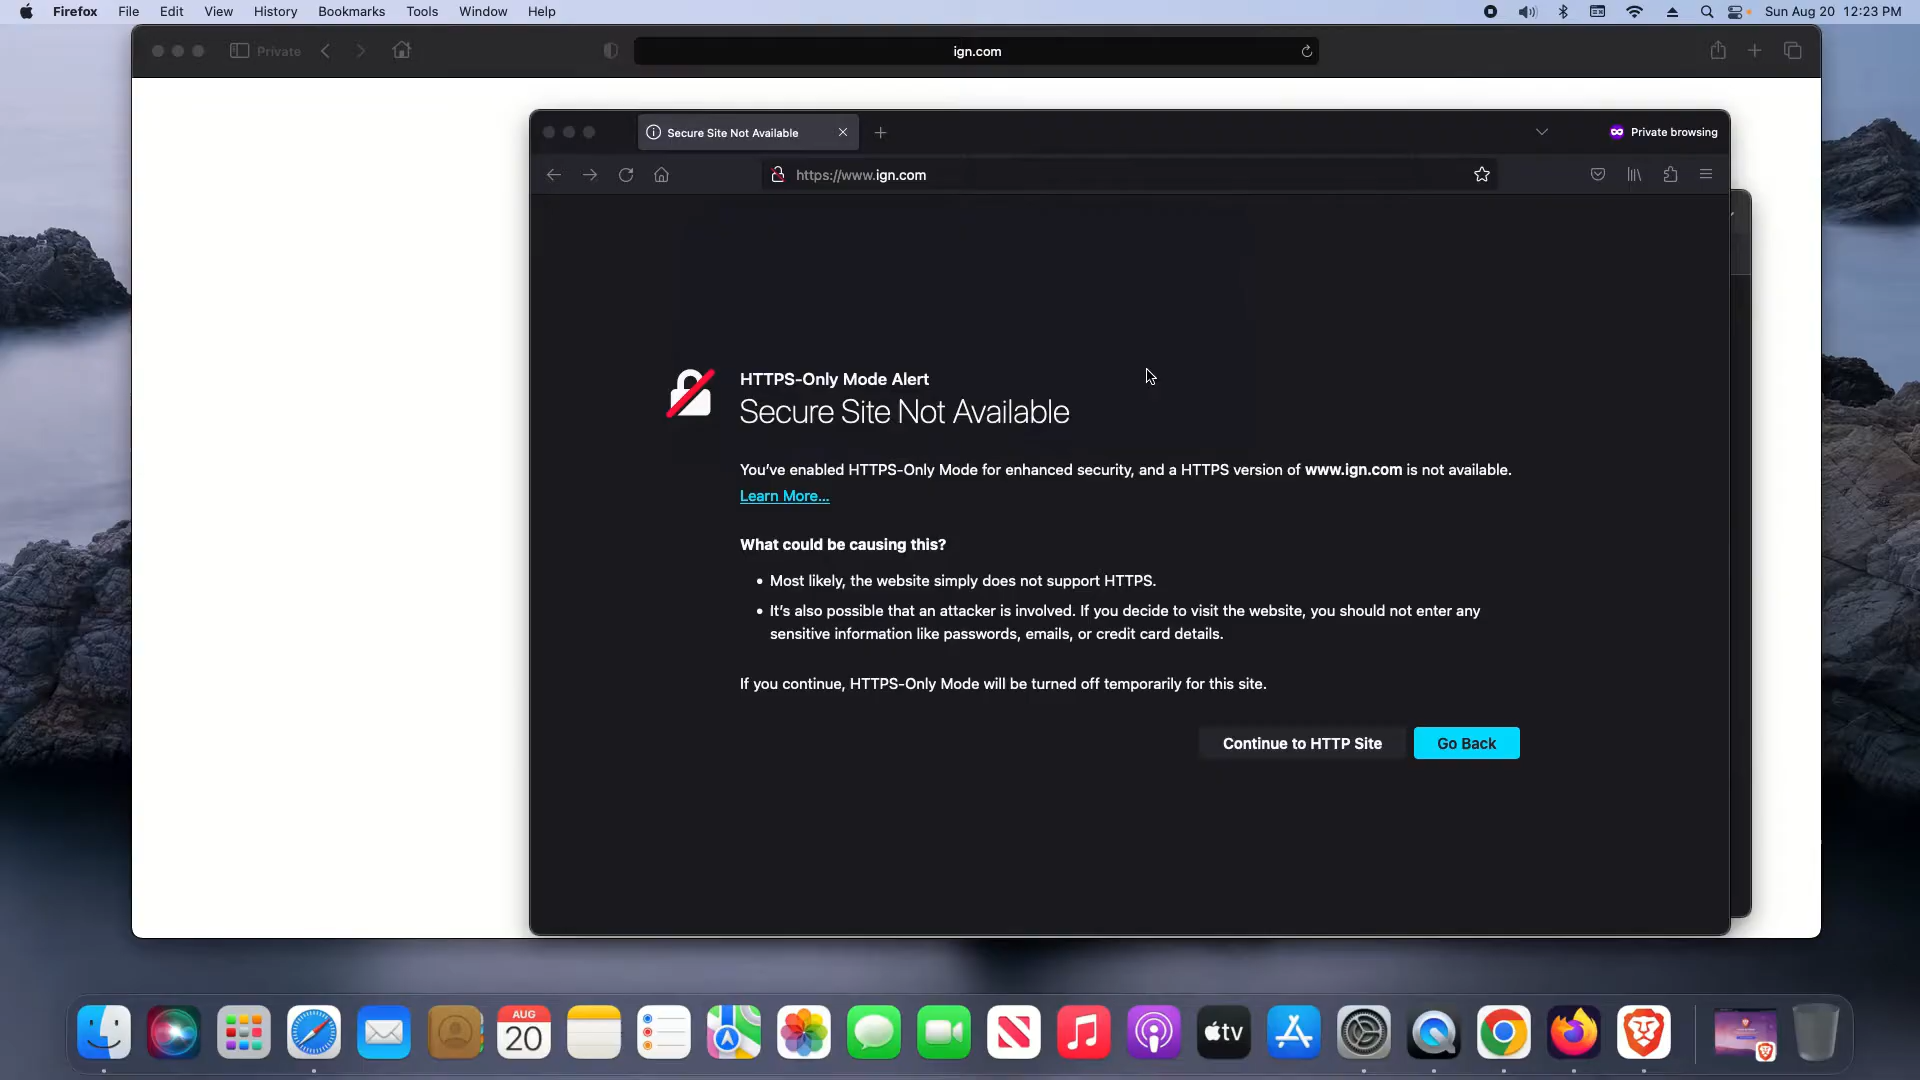 Firefox File Edit View History Bookmarks Tools Window Help Sun Aug 20 12:23 PM
Private ign.com
Secure Site Not Available Private browsing
https://www.ign.com
HTTPS-Only Mode Alert
Secure Site Not Available
You've enabled HTTPS-Only Mode for enhanced security, and a HTTPS version of www.ign.com is not available.
Learn More...
What could be causing this?
• Most likely, the website simply does not support HTTPS.
• It's also possible that an attacker is involved. If you decide to visit the website, you should not enter any
sensitive information like passwords, emails, or credit card details.
If you continue, HTTPS-Only Mode will be turned off temporarily for this site.
Continue to HTTP Site Go Back
AUG
20
tv